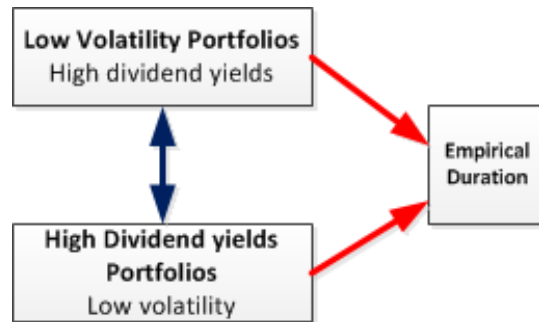 Low Volatility Portfolios
High dividend yields
Empirical
Duration
High Dividend yields
Portfolios
Low volatility